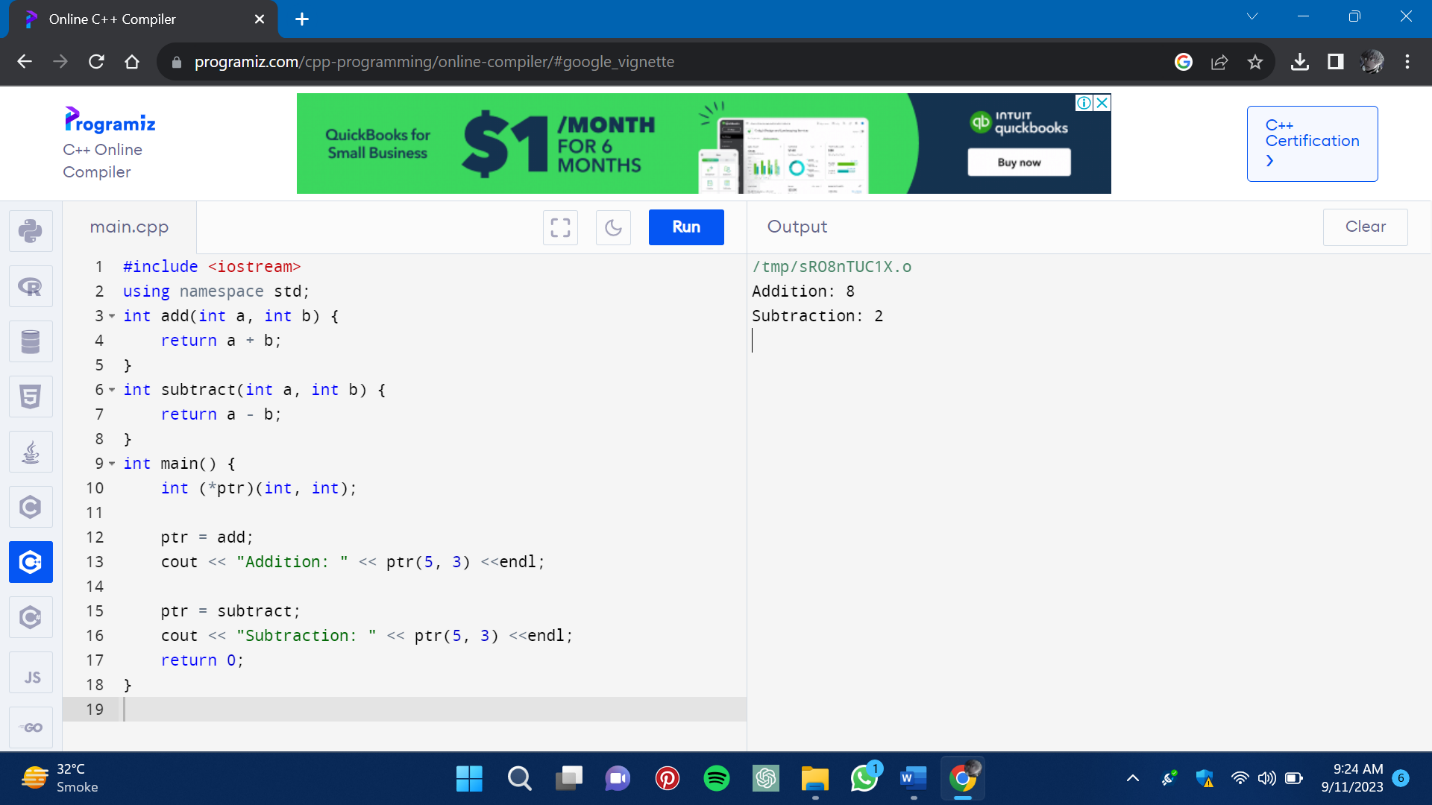 Online C++ Compiler
programiz.com/cpp-programming/online-compiler/#google_vignette
Programiz
C++ Online
Compiler
QuickBooks for
Small Business
$1
/MONTH
FOR 6
MONTHS
qb
INTUIT
quickbooks
Buy now
C++
Certification
main.cpp
Run
Output
Clear
1 #include <iostream>
2 using namespace std;
3 int add(int a, int b) {
4     return a + b;
5 }
6 int subtract(int a, int b) {
7     return a - b;
8 }
9 int main() {
10     int (*ptr)(int, int);
11
12     ptr = add;
13     cout << "Addition: " << ptr(5, 3) <<endl;
14
15     ptr = subtract;
16     cout << "Subtraction: " << ptr(5, 3) <<endl;
17     return 0;
18 }
19
/tmp/sRO8nTUC1X.o
Addition: 8
Subtraction: 2
R
5
C
JS
GO
32°C
Smoke
1
W
9:24 AM
9/11/2023
6